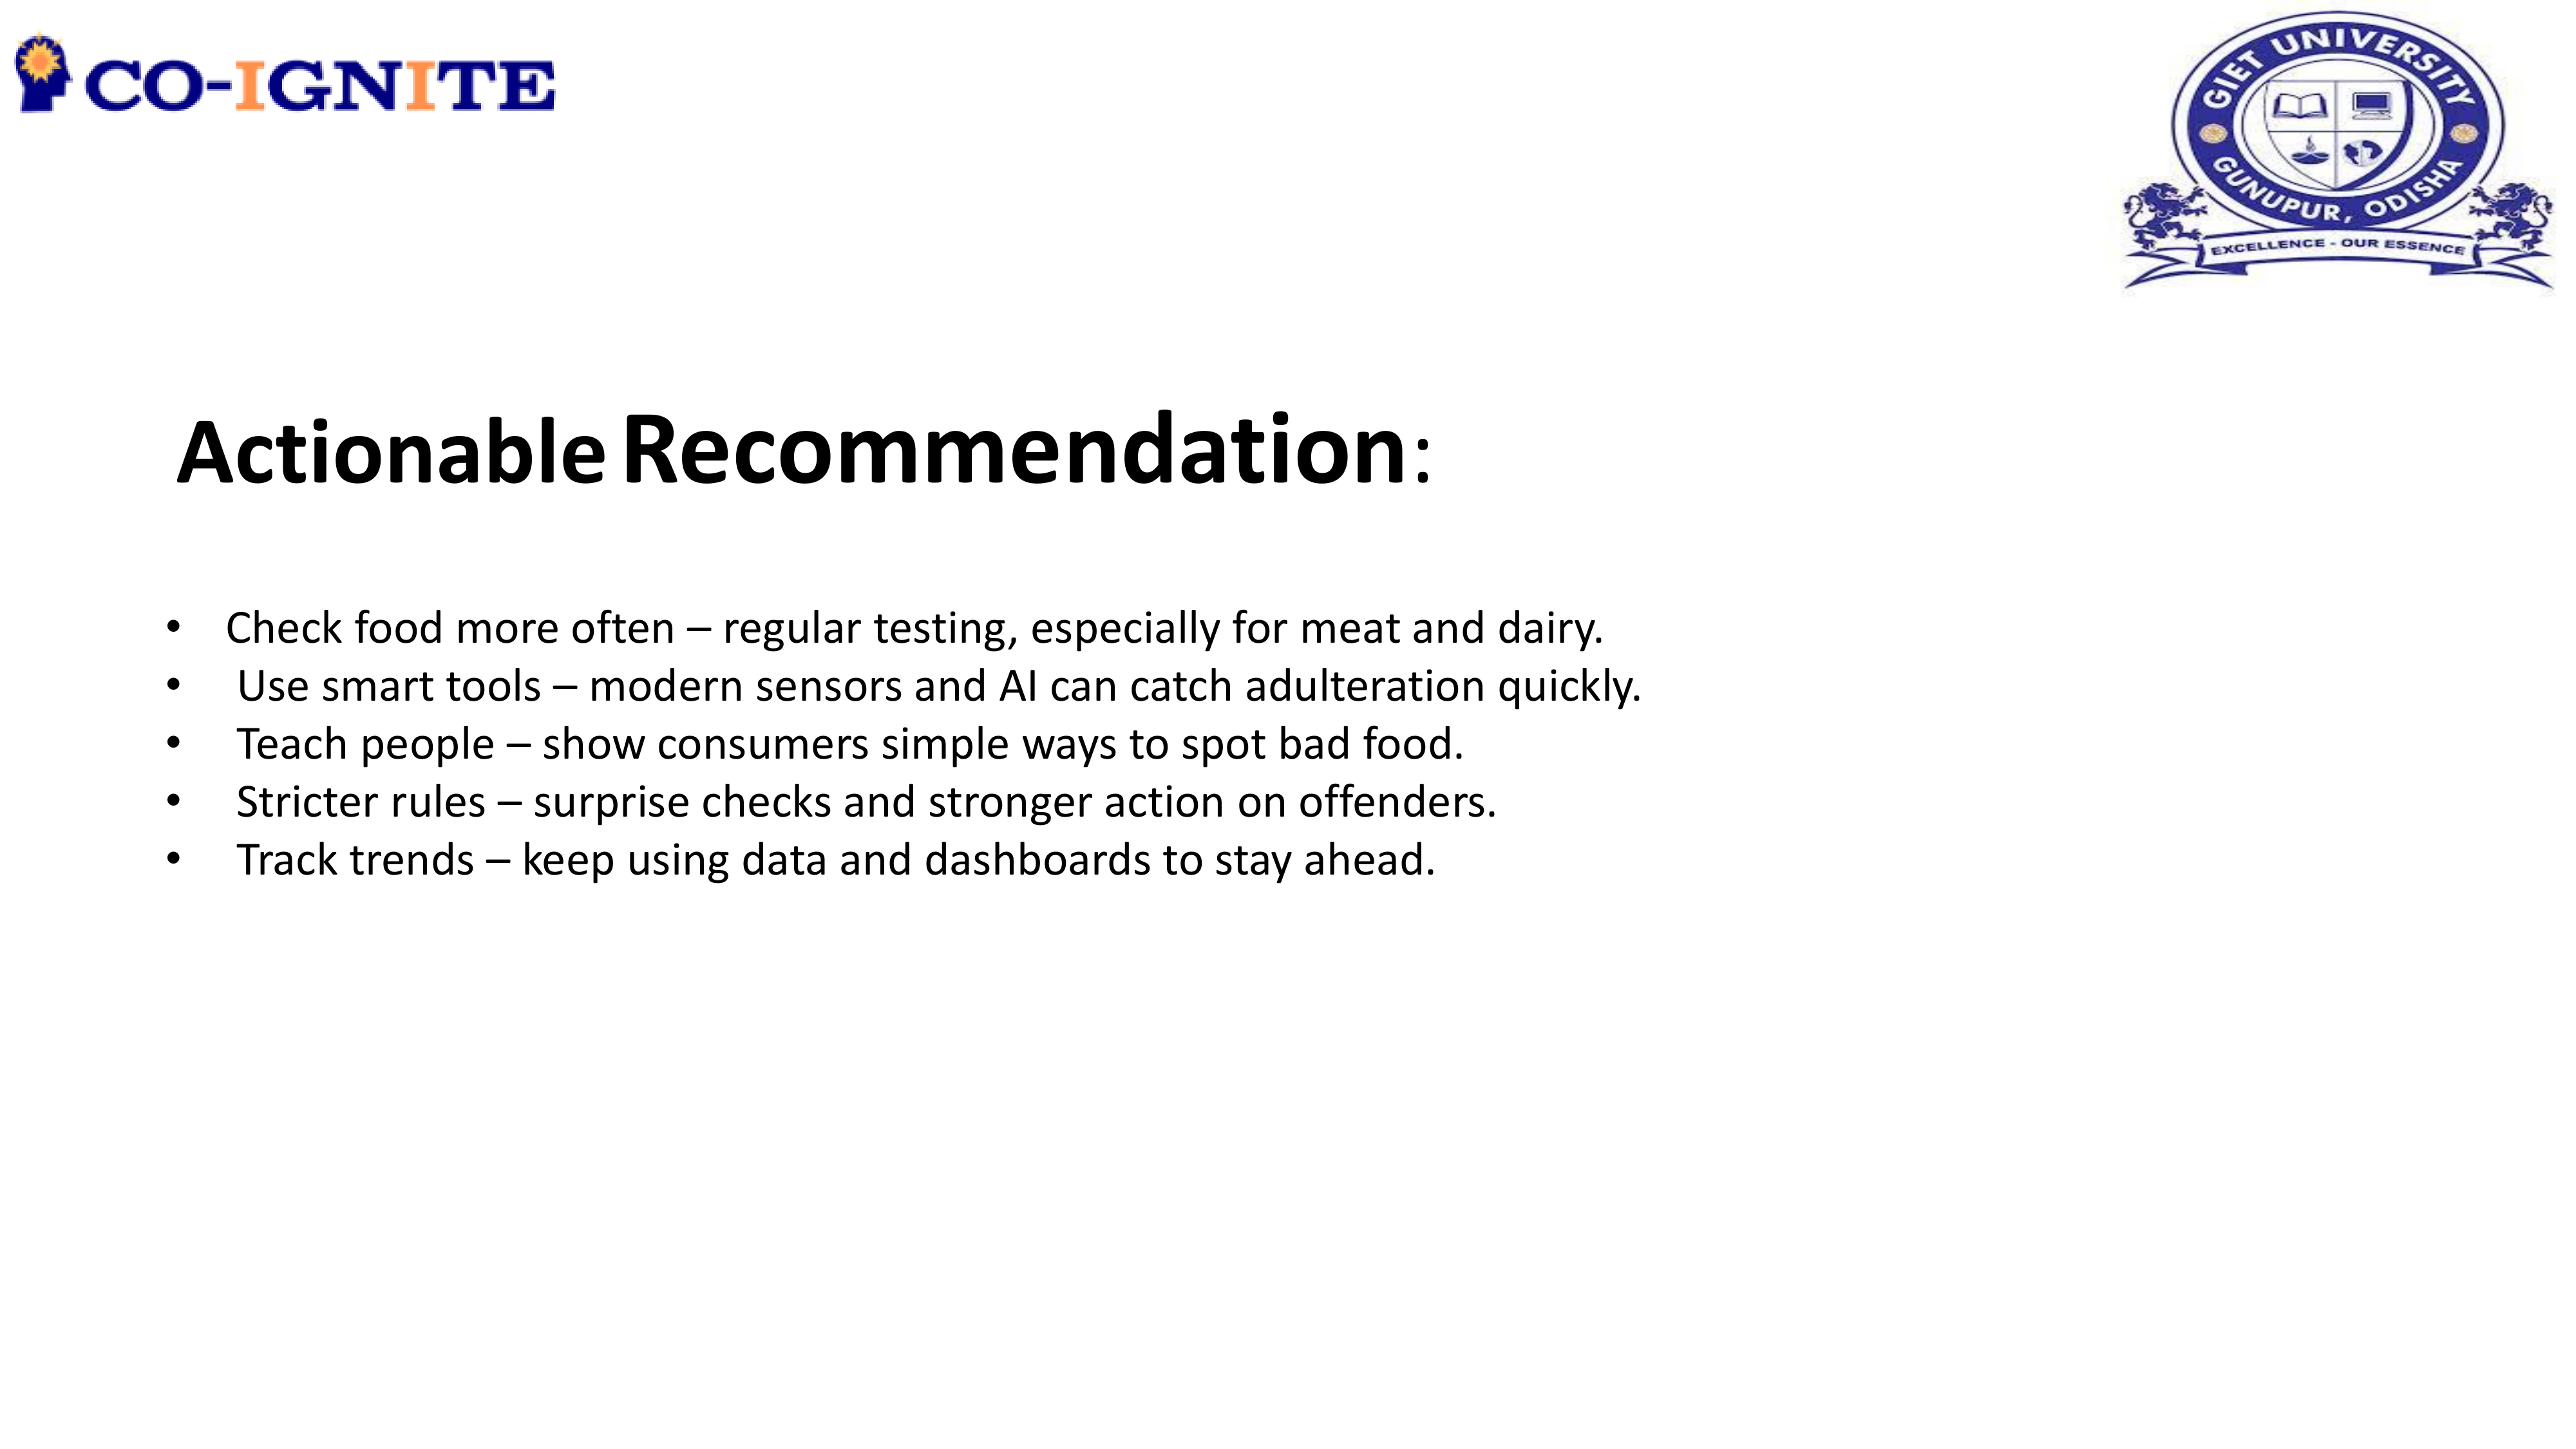 CO-IGNITE
GIET UNIVERSITY
GUNUPUR, ODISHA
EXCELLENCE - OUR ESSENCE
Actionable Recommendation:
• Check food more often – regular testing, especially for meat and dairy.
• Use smart tools – modern sensors and AI can catch adulteration quickly.
• Teach people – show consumers simple ways to spot bad food.
• Stricter rules – surprise checks and stronger action on offenders.
• Track trends – keep using data and dashboards to stay ahead.